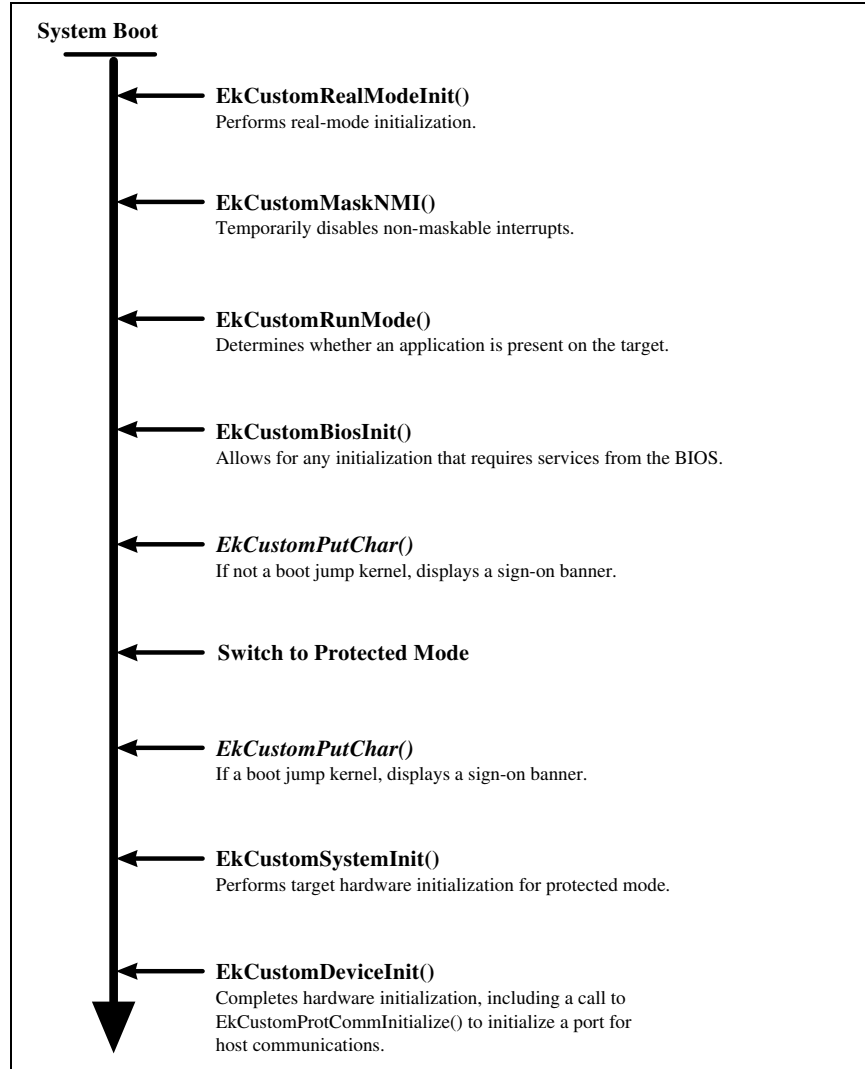 System Boot
EkCustomRealModeInit()
Performs real-mode initialization.
EkCustomMaskNMI()
Temporarily disables non-maskable interrupts.
EkCustomRunMode()
Determines whether an application is present on the target.
EkCustomBiosInit()
Allows for any initialization that requires services from the BIOS.
EkCustomPutChar()
If not a boot jump kernel, displays a sign-on banner.
Switch to Protected Mode
EkCustomPutChar()
If a boot jump kernel, displays a sign-on banner.
EkCustomSystemInit()
Performs target hardware initialization for protected mode.
EkCustomDeviceInit()
Completes hardware initialization, including a call to
EkCustomProtCommInitialize() to initialize a port for
host communications.